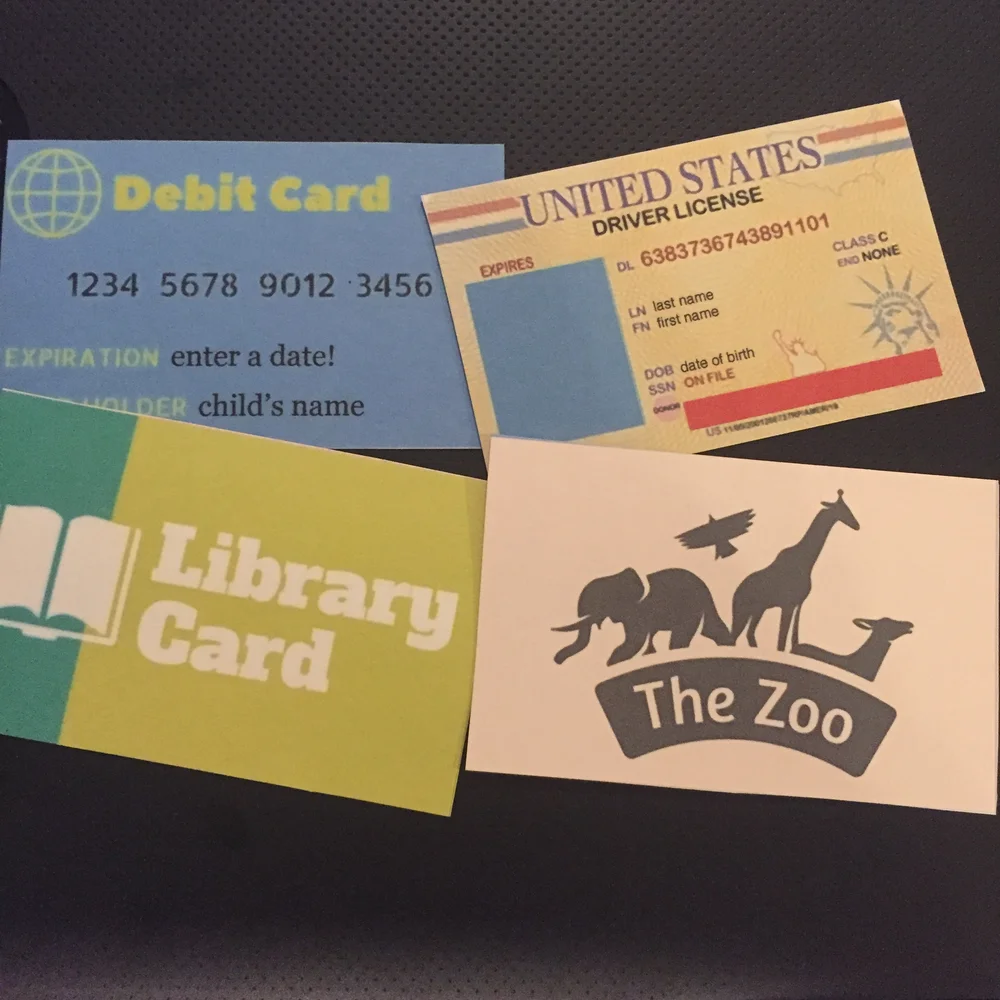 Debit Card
1234 5678 9012 3456
EXPIRATION enter a date!
HOLDER child's name
UNITED STATES
DRIVER LICENSE
EXPIRES
DL 6383736743891101
CLASS C
END NONE
LN last name
FN first name
DOB date of birth
SSN ON FILE
DONOR
US
Library
Card
The Zoo